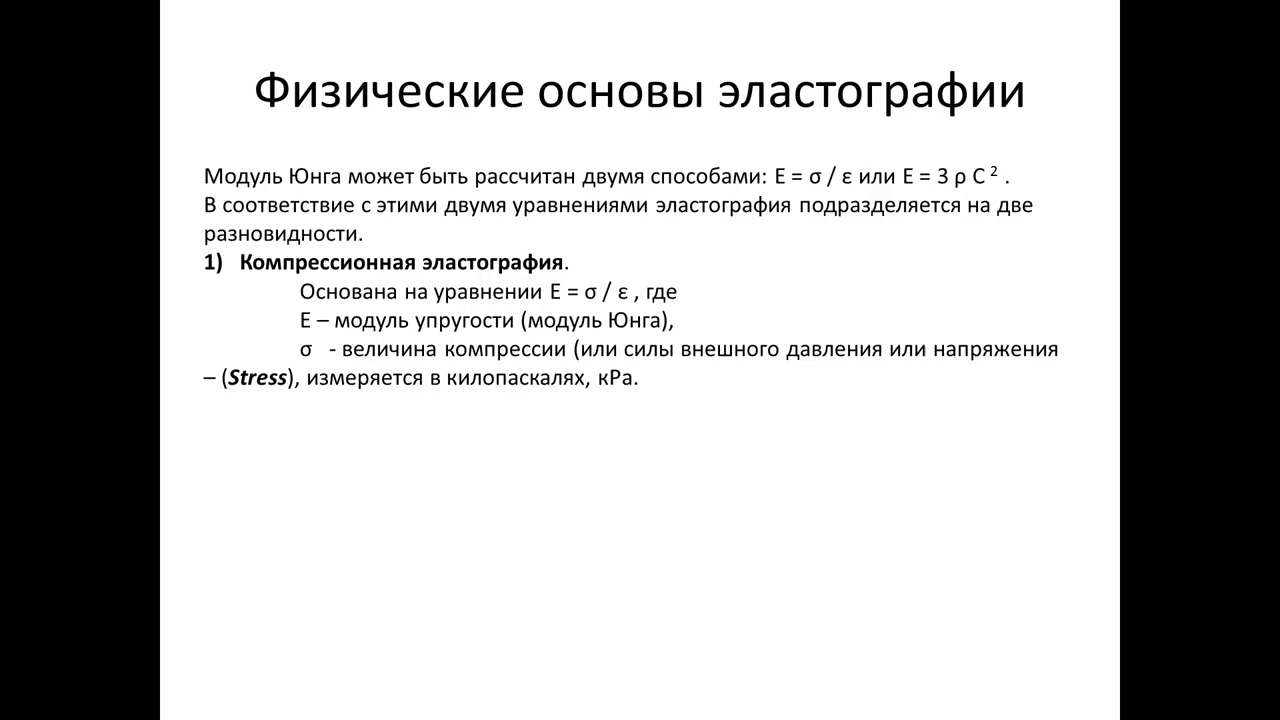 Физические основы эластографии
Модуль Юнга может быть рассчитан двумя способами: E = σ / ε или E = 3 ρ C ² .
В соответствие с этими двумя уравнениями эластография подразделяется на две
разновидности.
1) Компрессионная эластография.
Основана на уравнении E = σ / ε , где
E – модуль упругости (модуль Юнга),
σ - величина компрессии (или силы внешного давления или напряжения
– (Stress), измеряется в килопаскалях, кPa.